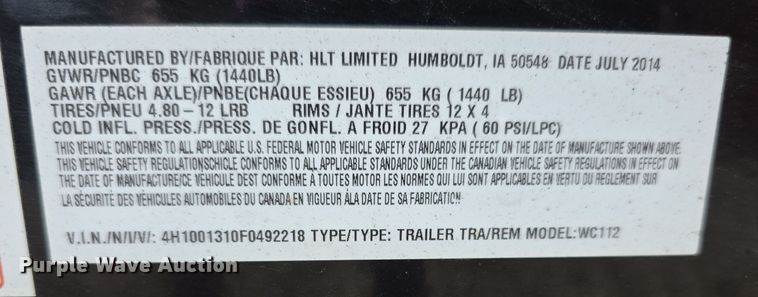 MANUFACTURED BY/FABRIQUE PAR: HLT LIMITED HUMBOLDT, IA 50548 DATE JULY 2014
GVWR/PNBC 655 KG (1440LB)
GAWR (EACH AXLE)/PNBE(CHAQUE ESSIEU) 655 KG ( 1440 LB)
TIRES/PNEU 4.80-12 LRB RIMS / JANTE TIRES 12 X 4
COLD INFL. PRESS./PRESS. DE GONFL. A FROID 27 KPA ( 60 PSI/LPC)
THIS VEHICLE CONFORMS TO ALL APPLICABLE U.S. FEDERAL MOTOR VEHICLE SAFETY STANDARDS IN EFFECT ON THE DATE OF MANUFACTURE SHOWN ABOVE.
THIS VEHICLE SAFETY REGULATIONSCHICLE CONFORMS TO ALL APPLICABLE STANDARDS UNDER THE CANADIAN VEHICLE SAFETY REGULATIONS IN EFFECT ON
THE DATE OF MANUFACTURE/CE VÉHICULE DEST CONFORME À TOUTES MOTOR LES NORMES QUI LUI SONT APPLICABLES EN VERTU DU REGLEMENT SUR
LA SÉCURITÉ DES VÉHICULES AUTOMOBILES DU CANADA EN VIGUEUR ÀLA DATE DE SA FABRICATION.
V.I.N./N/I/V/: 4H1001310F0492218 TYPE/TYPE: TRAILER TRA/REM MODEL:WC112
Purple Wave Auction